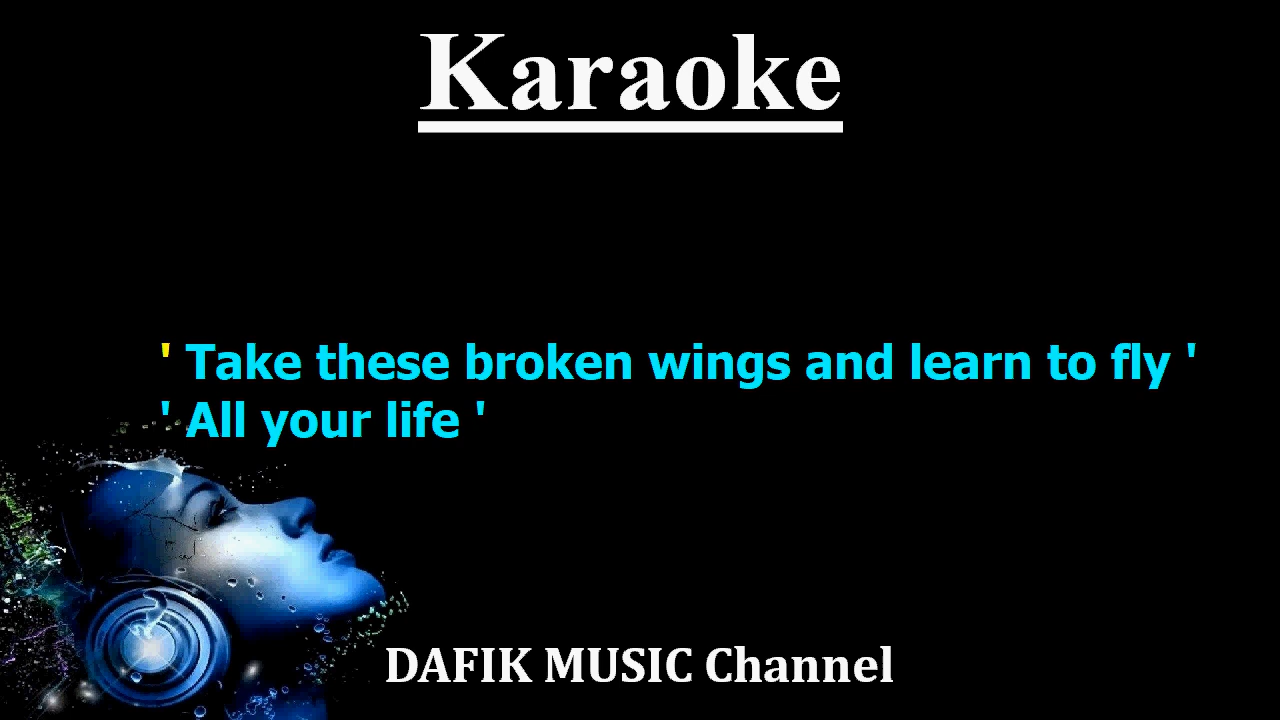 Karaoke
' Take these broken wings and learn to fly '
' All your life '
DAFIK MUSIC Channel